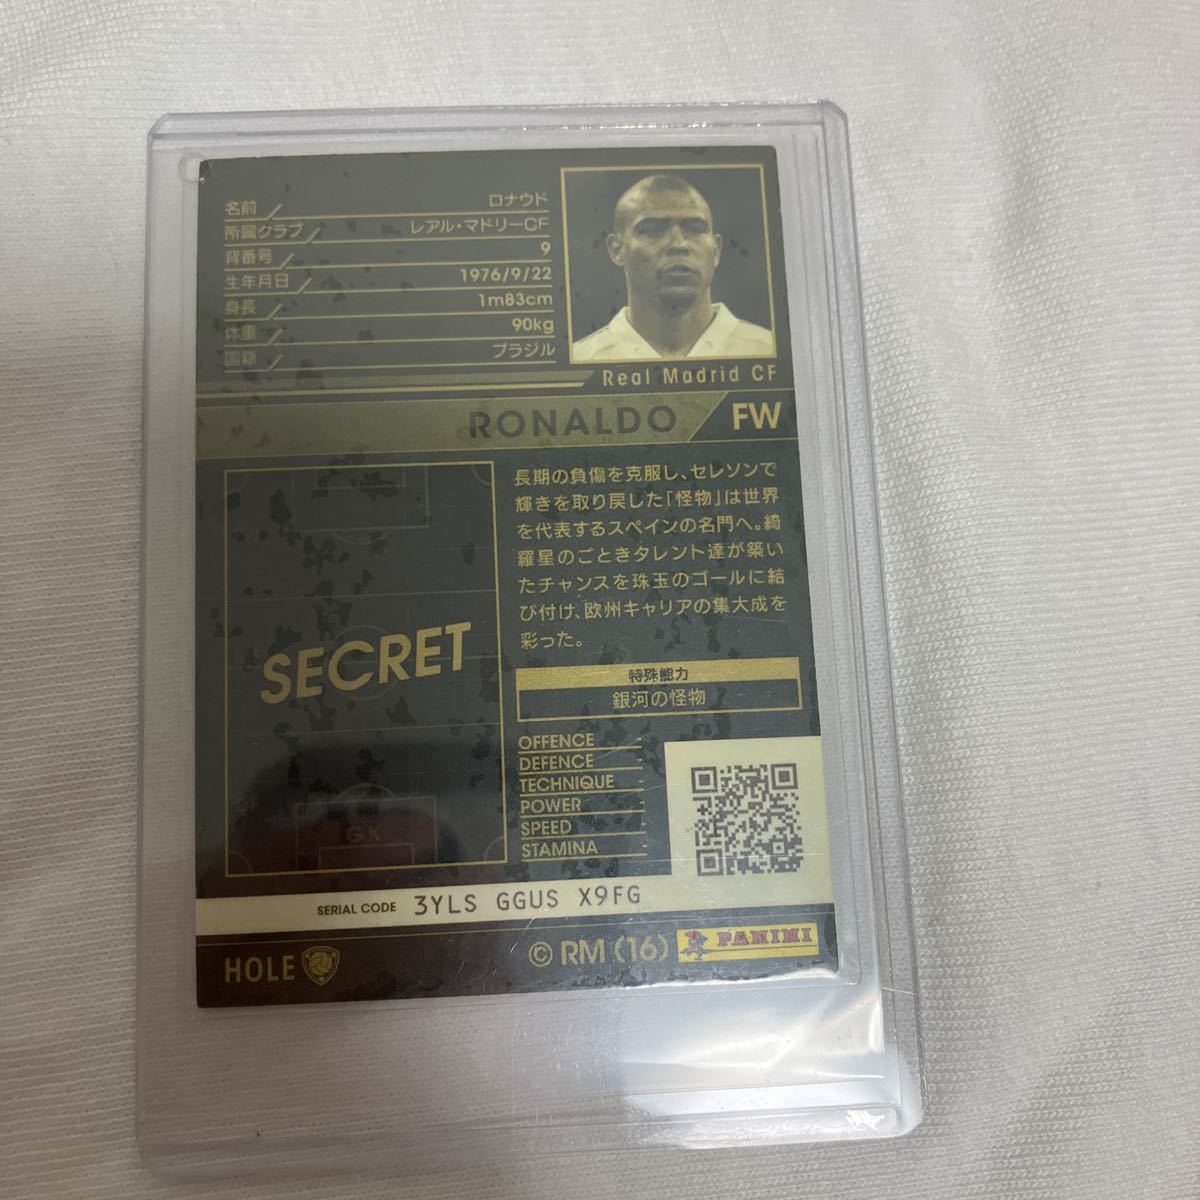 名前 ロナウド
所属クラブ レアル・マドリーCF
背番号 9
生年月日 1976/9/22
身長 1m83cm
体重 90kg
国籍 ブラジル
Real Madrid CF
RONALDO FW
長期の負傷を克服し、セレソンで
輝きを取り戻した「怪物」は世界
を代表するスペインの名門へ。綺
羅星のごときタレント達が築い
たチャンスを珠玉のゴールに結
び付け、欧州キャリアの集大成を
彩った。
SECRET
GK
特殊能力
銀河の怪物
OFFENCE -
DEFENCE -
TECHNIQUE -
POWER -
SPEED -
STAMINA -
SERIAL CODE 3YLS GGUS X9FG
HOLE
© RM (16) PANINI